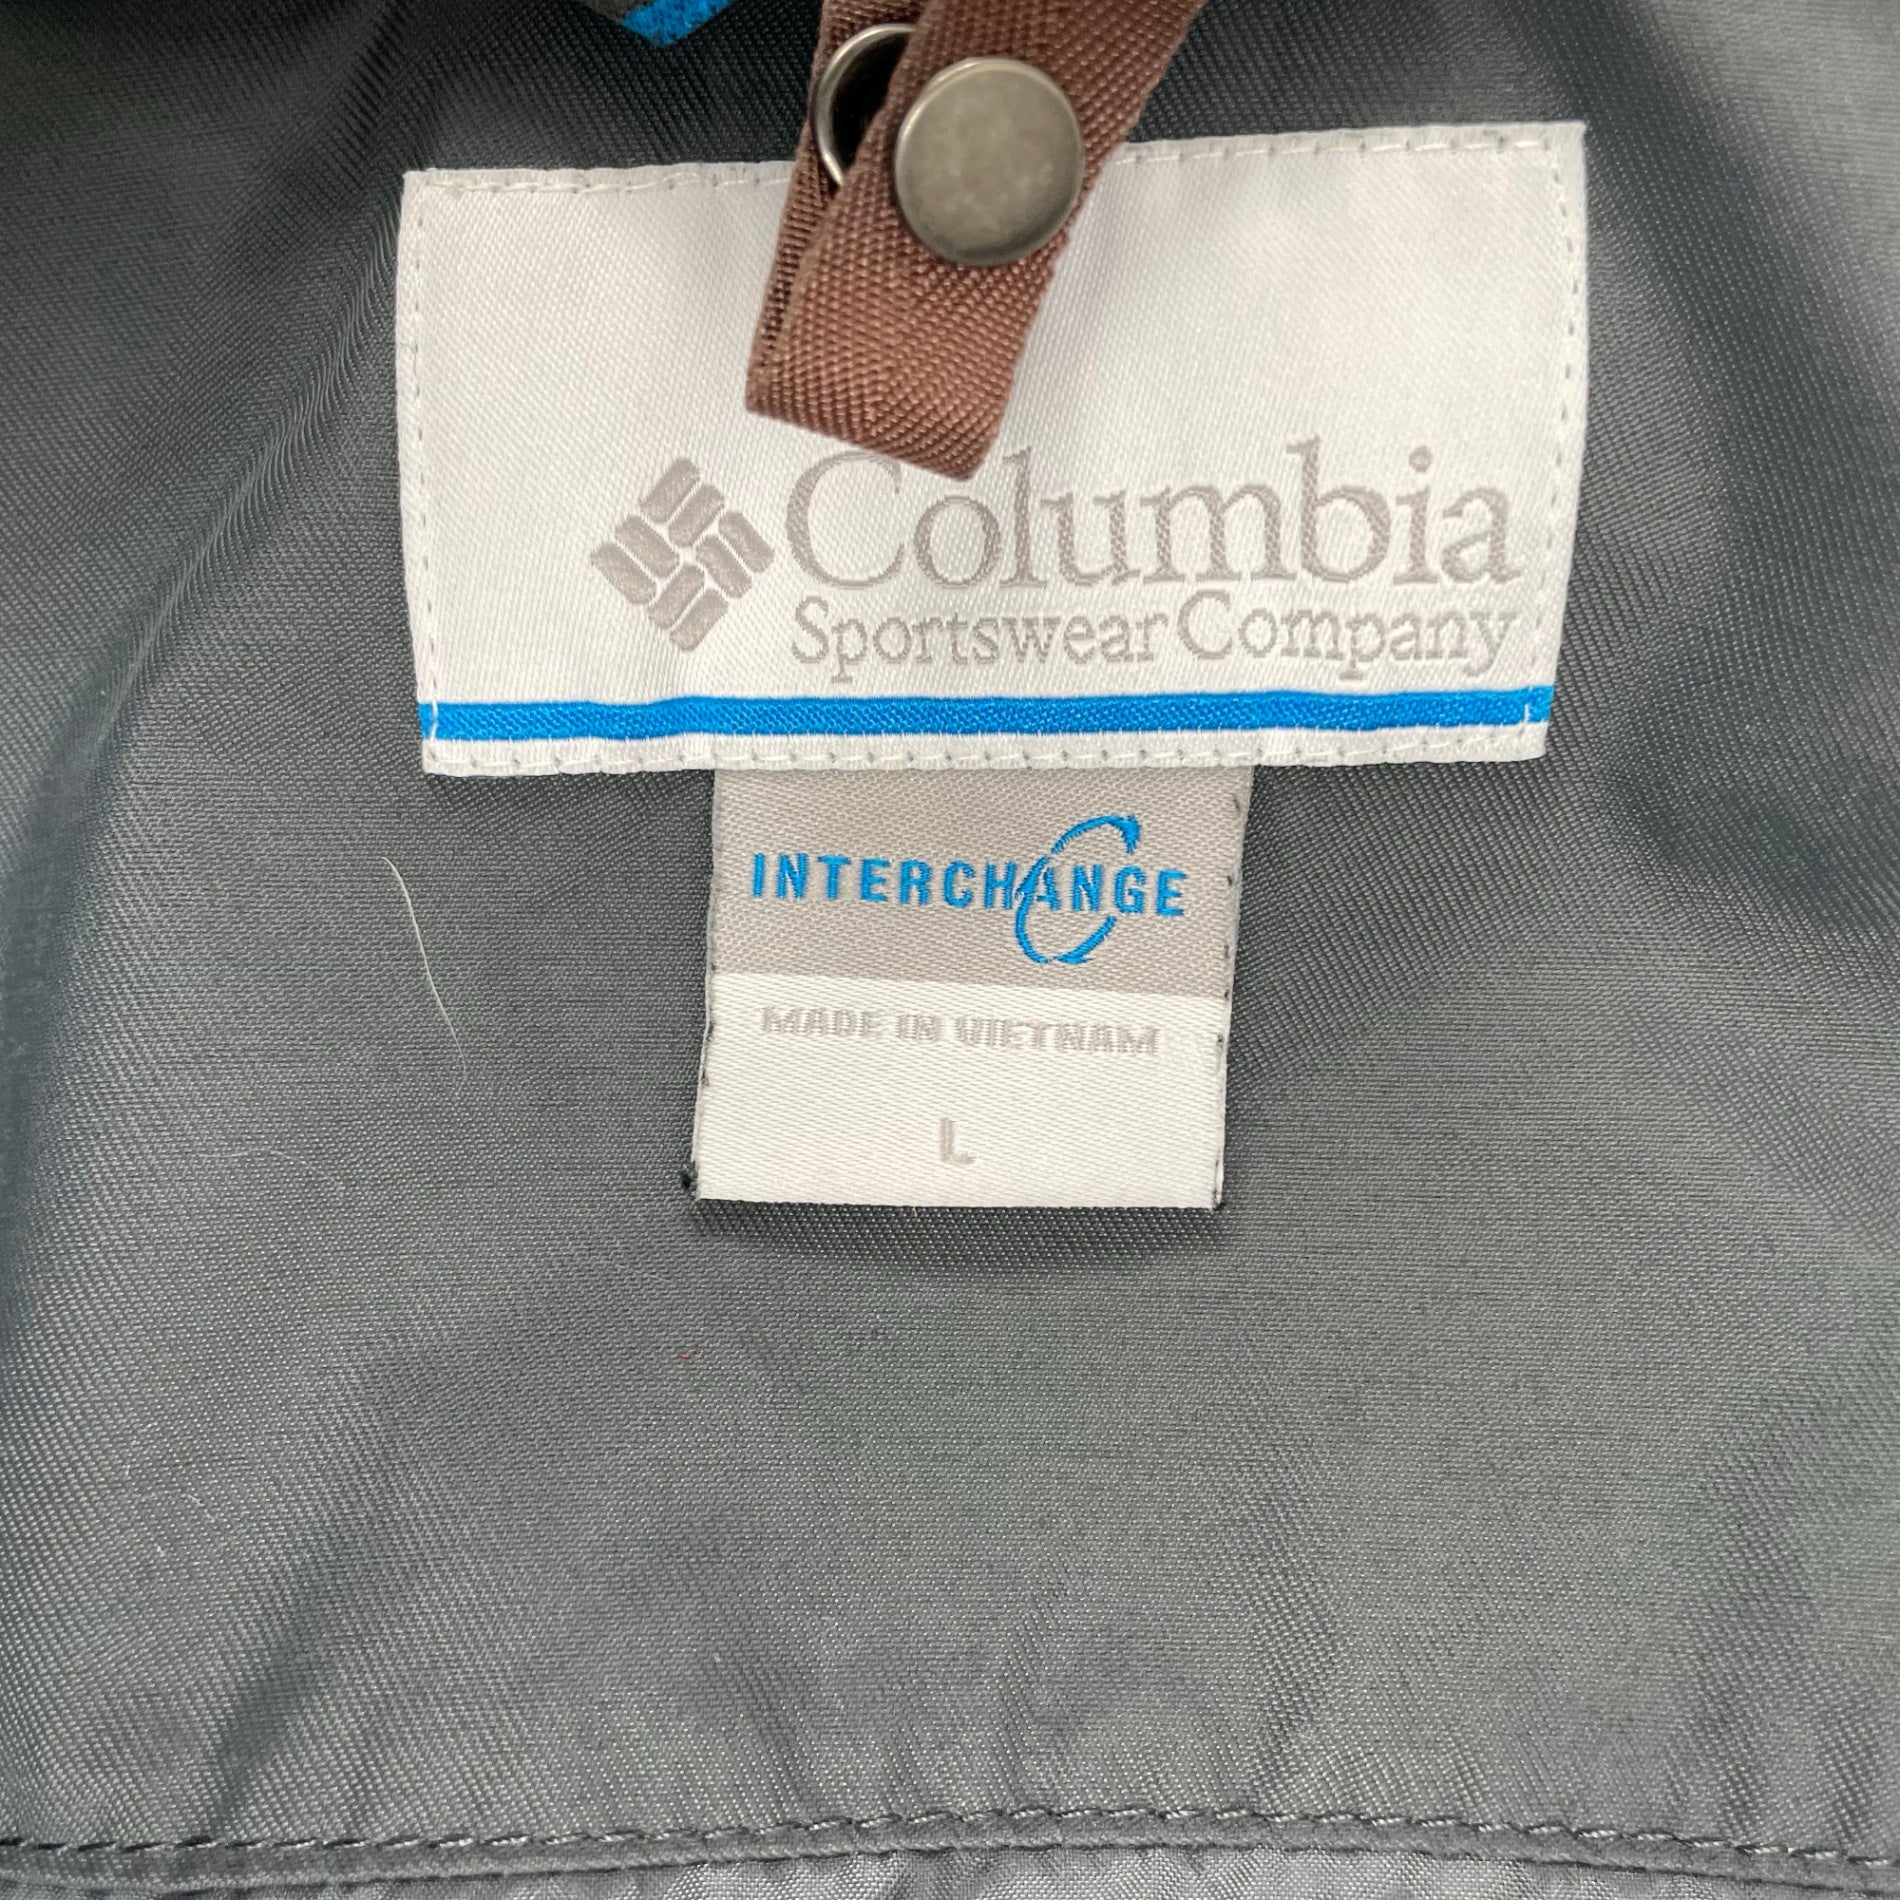 Columbia
Sportswear Company
INTERCHANGE
MADE IN VIETNAM
L